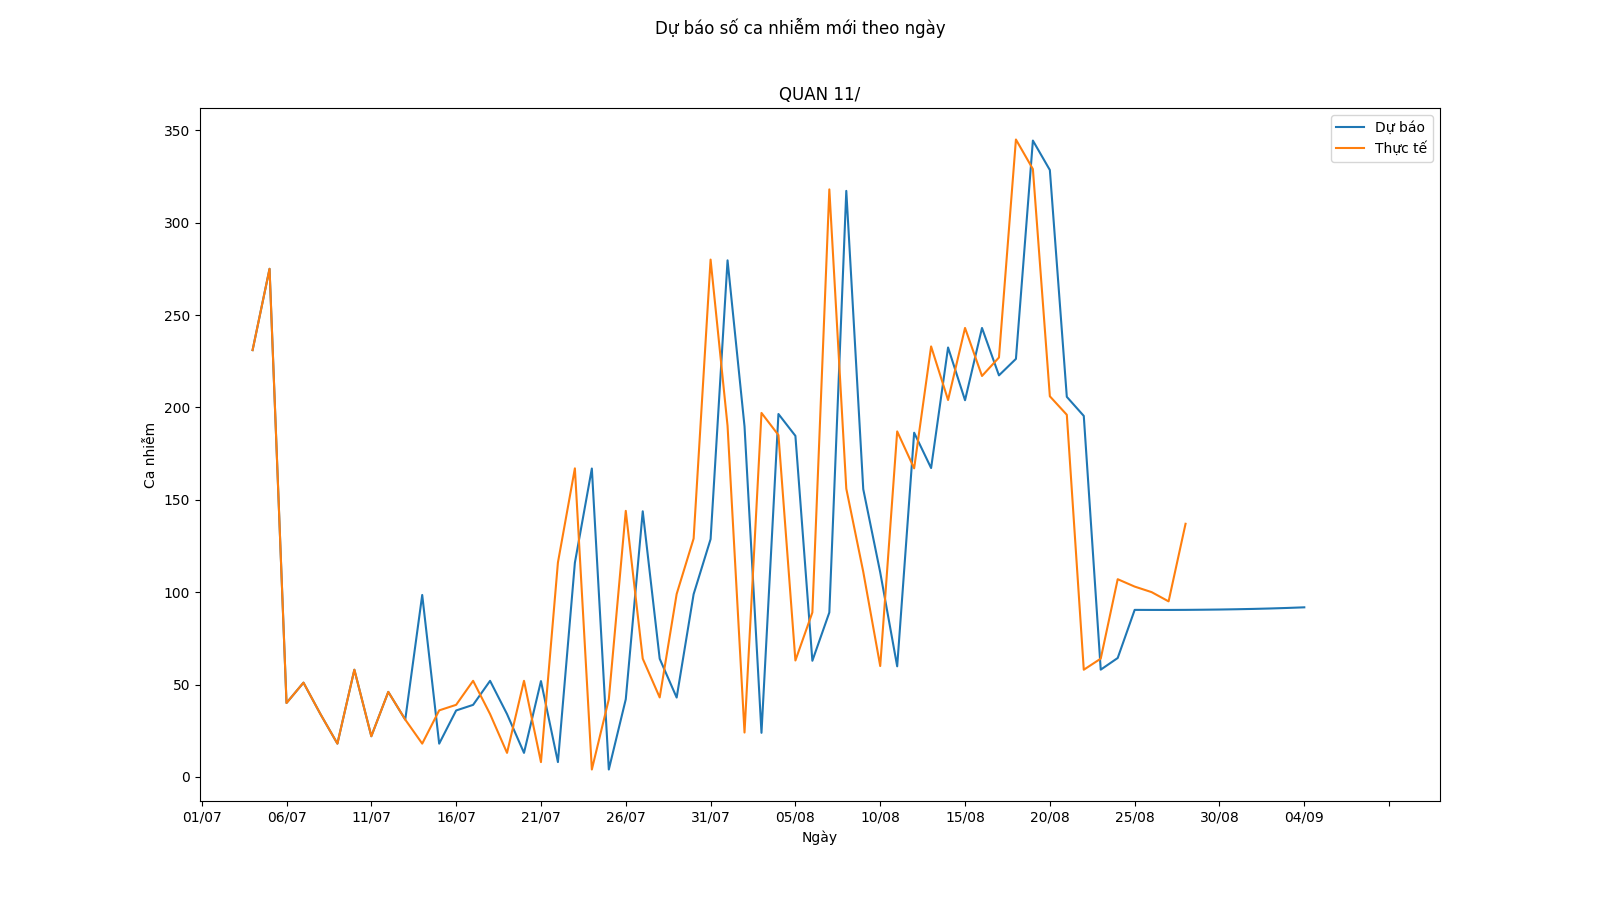 Dự báo số ca nhiễm mới theo ngày
QUAN 11/
Dự báo
Thực tế
Ca nhiễm
350
300
250
200
150
100
50
0
01/07 06/07 11/07 16/07 21/07 26/07 31/07 05/08 10/08 15/08 20/08 25/08 30/08 04/09
Ngày